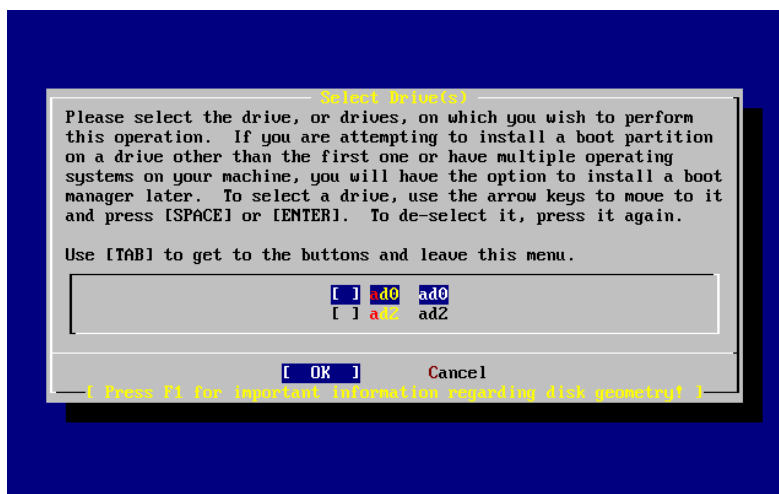 Select Drive(s)
Please select the drive, or drives, on which you wish to perform
this operation.  If you are attempting to install a boot partition
on a drive other than the first one or have multiple operating
systems on your machine, you will have the option to install a boot
manager later.  To select a drive, use the arrow keys to move to it
and press [SPACE] or [ENTER].  To de-select it, press it again.
Use [TAB] to get to the buttons and leave this menu.
[ ] ad0 ad0
[ ] ad2 ad2
[ OK ] Cancel
[ Press F1 for important information regarding disk geometry! ]